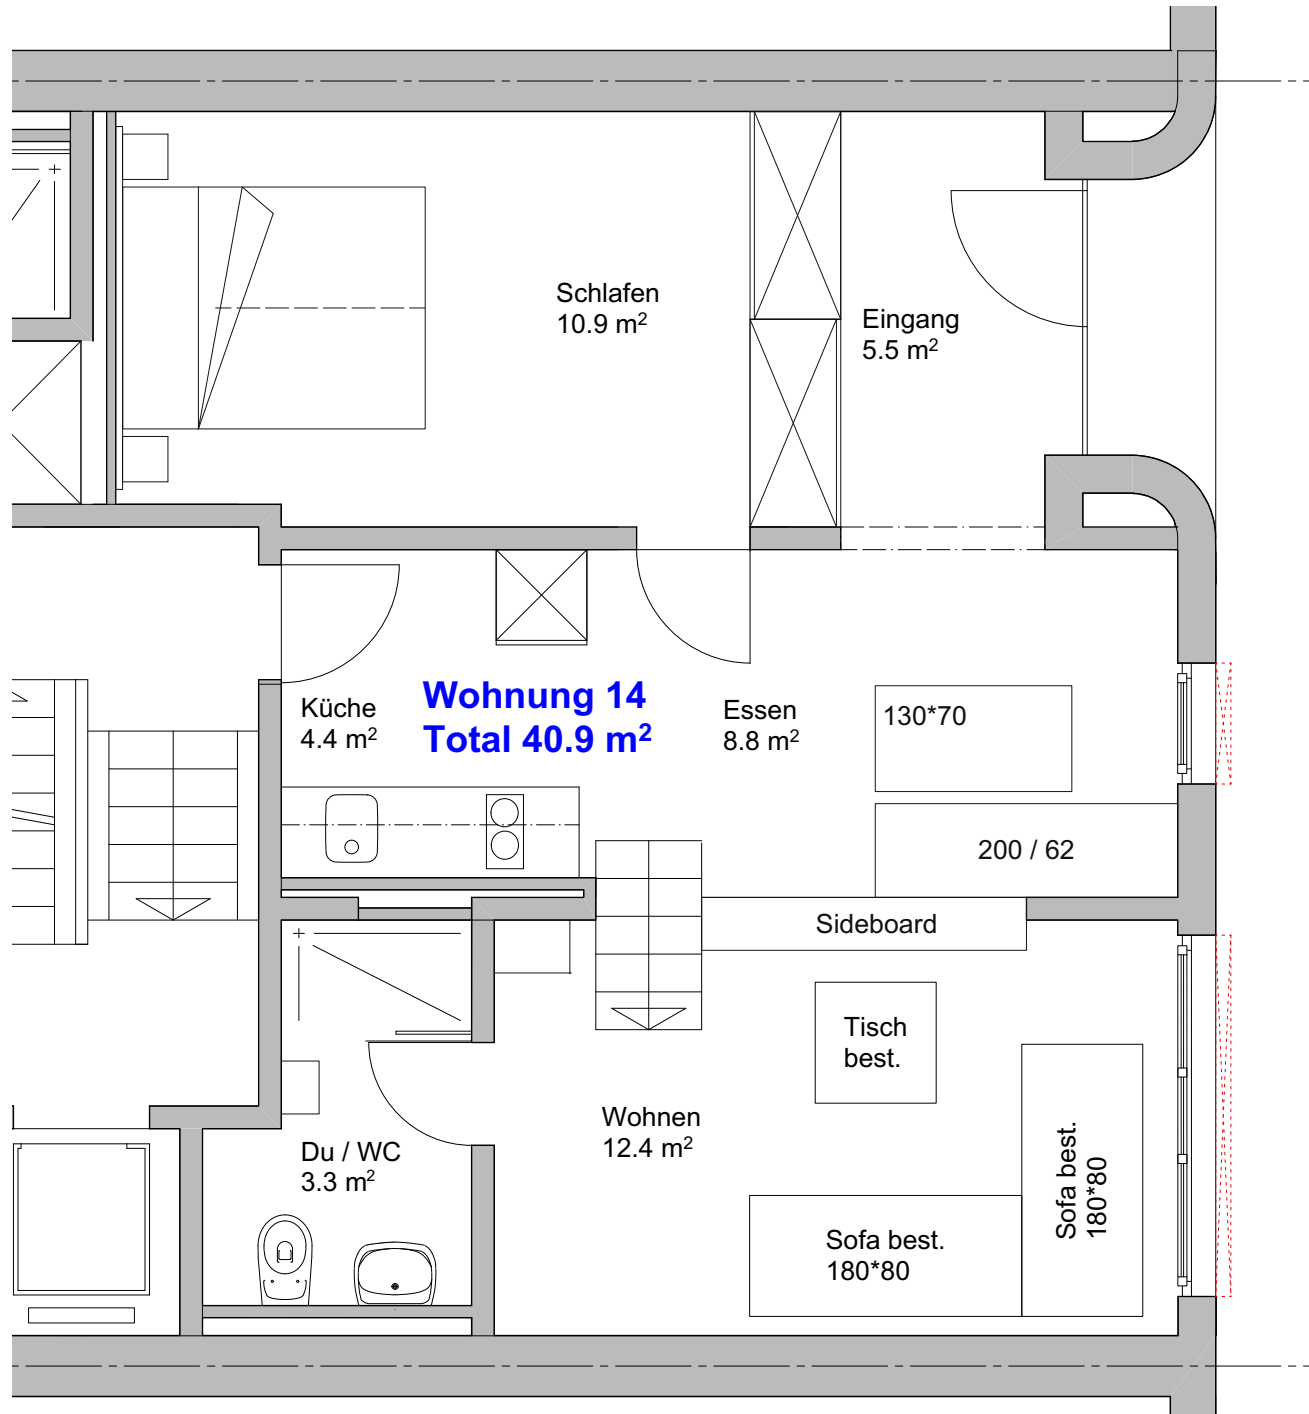 Schlafen
10.9 m²
Eingang
5.5 m²
Küche
4.4 m²
Wohnung 14
Total 40.9 m²
Essen
8.8 m²
130*70
200 / 62
Sideboard
Tisch
best.
Wohnen
12.4 m²
Du / WC
3.3 m²
Sofa best.
180*80
Sofa best.
180*80